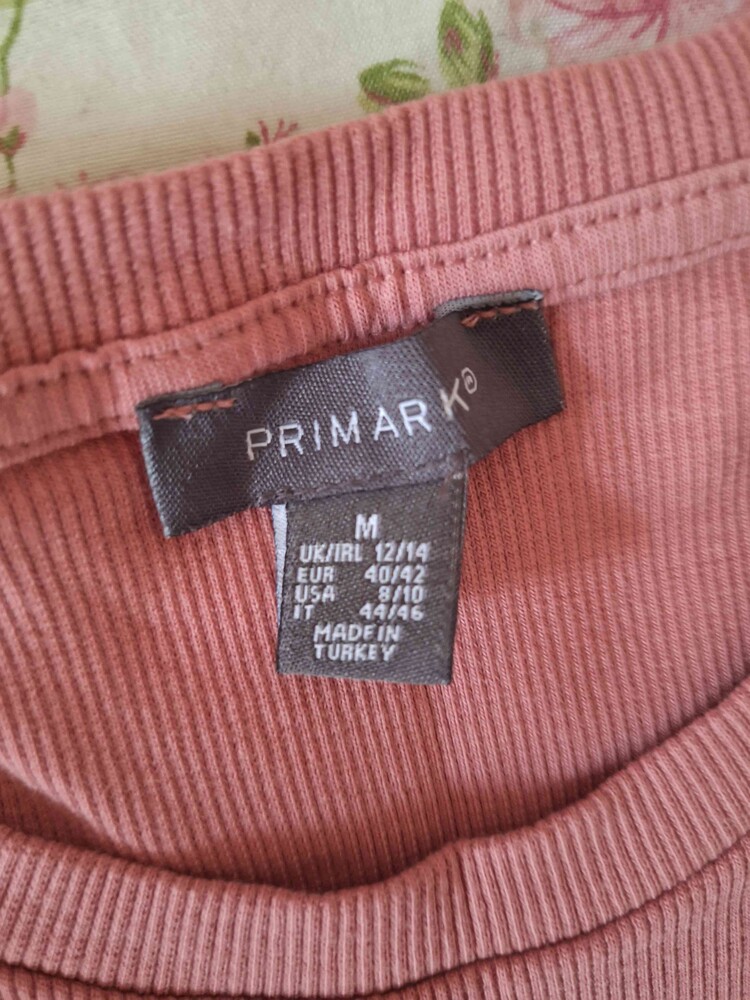 PRIMARK®
M
UK/IRL 12/14
EUR 40/42
USA 8/10
IT 44/46
MADE IN
TURKEY